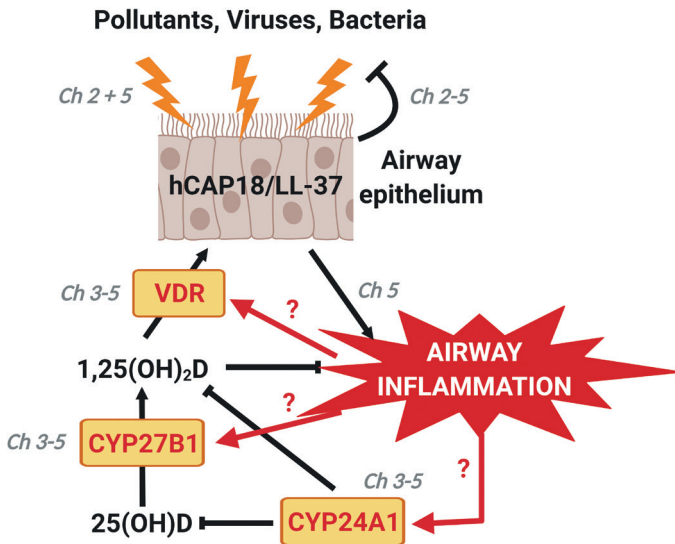 Pollutants, Viruses, Bacteria
Ch 2 + 5
Ch 2-5
hCAP18/LL-37
Airway
epithelium
Ch 3-5
VDR
?
Ch 5
1,25(OH)₂D
AIRWAY
INFLAMMATION
?
Ch 3-5
CYP27B1
Ch 3-5
?
25(OH)D
CYP24A1